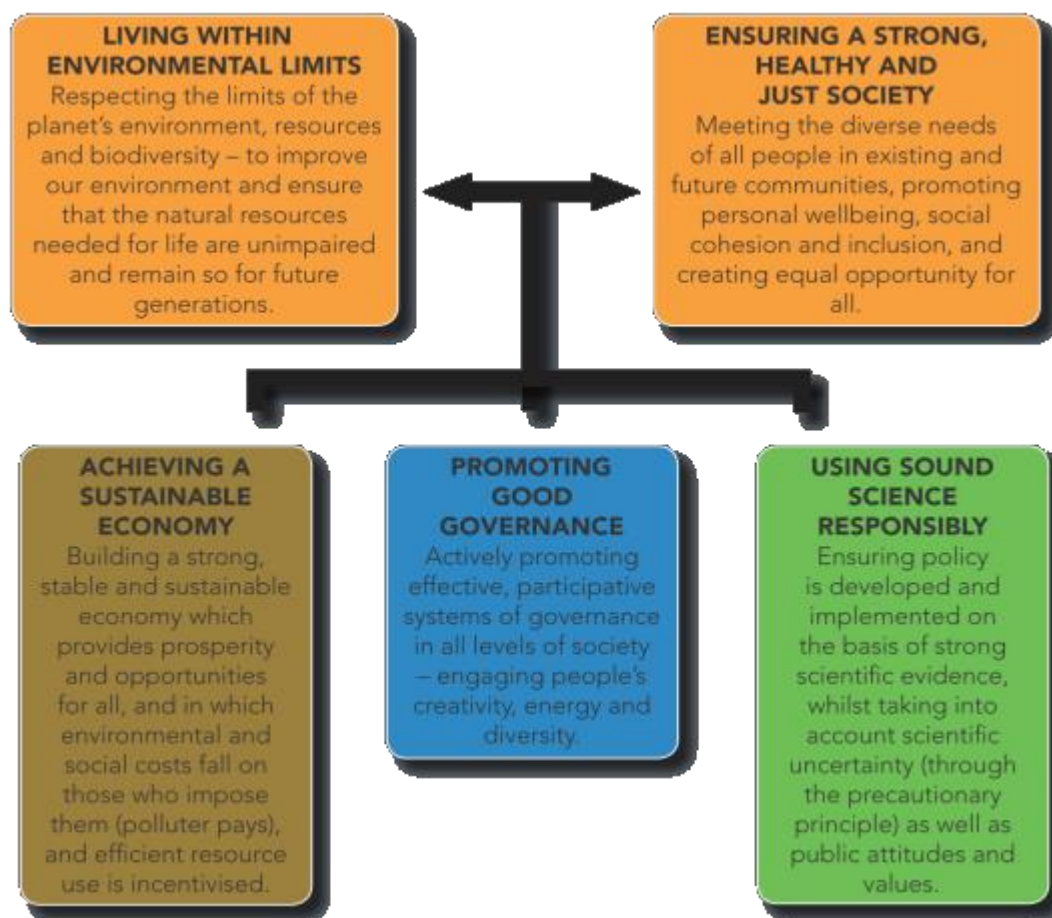 LIVING WITHIN
ENVIRONMENTAL LIMITS
Respecting the limits of the
planet's environment, resources
and biodiversity – to improve
our environment and ensure
that the natural resources
needed for life are unimpaired
and remain so for future
generations.
ENSURING A STRONG,
HEALTHY AND
JUST SOCIETY
Meeting the diverse needs
of all people in existing and
future communities, promoting
personal wellbeing, social
cohesion and inclusion, and
creating equal opportunity for
all.
ACHIEVING A
SUSTAINABLE
ECONOMY
Building a strong,
stable and sustainable
economy which
provides prosperity
and opportunities
for all, and in which
environmental and
social costs fall on
those who impose
them (polluter pays),
and efficient resource
use is incentivised.
PROMOTING
GOOD
GOVERNANCE
Actively promoting
effective, participative
systems of governance
in all levels of society
– engaging people's
creativity, energy and
diversity.
USING SOUND
SCIENCE
RESPONSIBLY
Ensuring policy
is developed and
implemented on
the basis of strong
scientific evidence,
whilst taking into
account scientific
uncertainty (through
the precautionary
principle) as well as
public attitudes and
values.